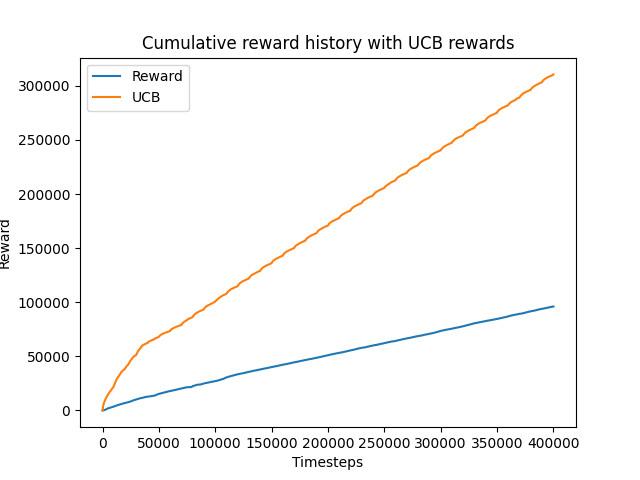 Cumulative reward history with UCB rewards
Reward
UCB
300000
250000
200000
150000
100000
50000
0
Reward
0 50000 100000 150000 200000 250000 300000 350000 400000
Timesteps